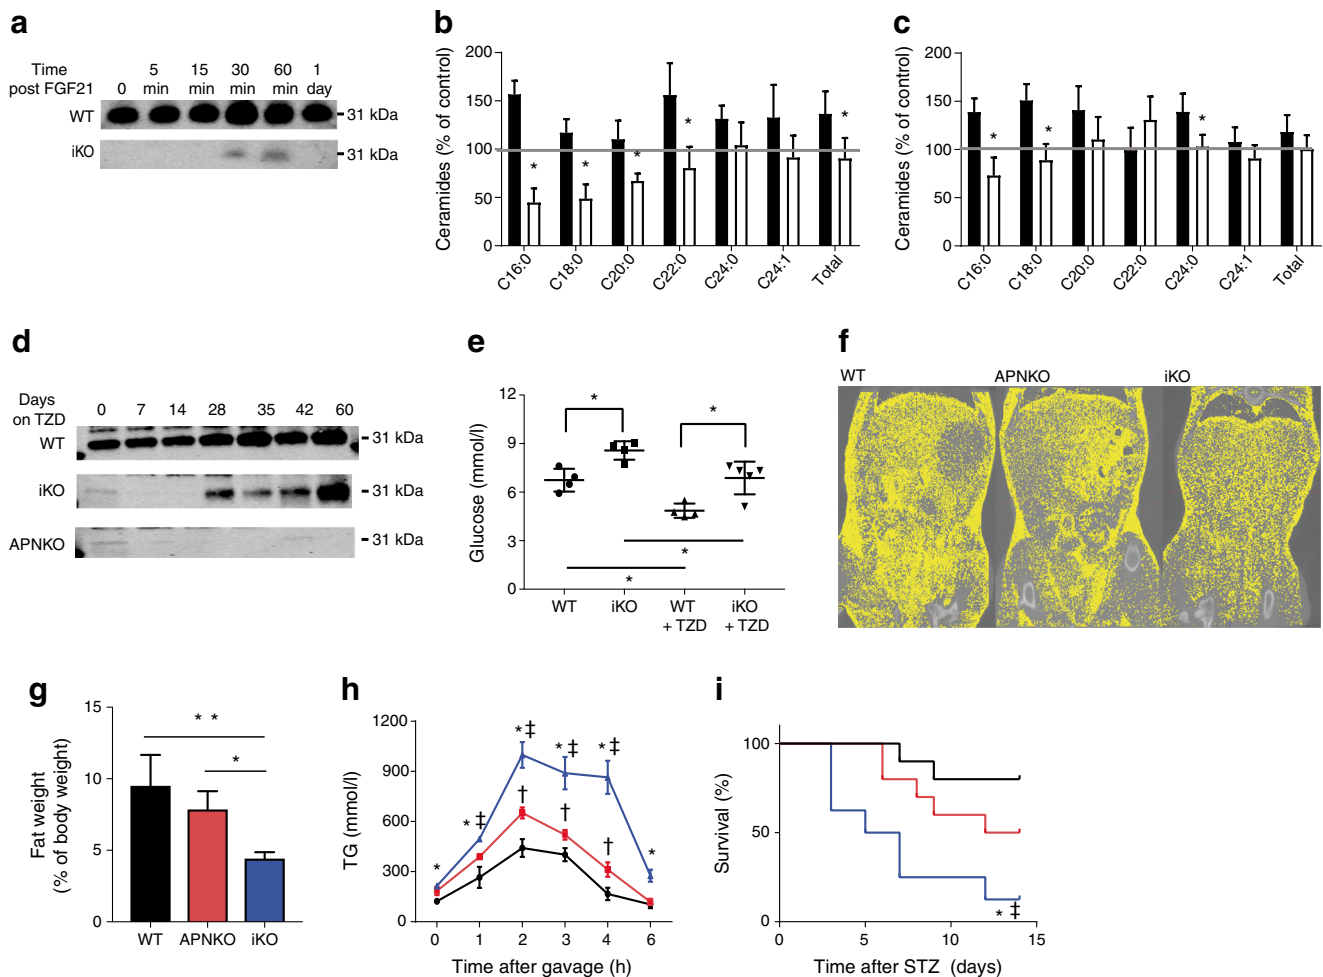 a
Time
post FGF21
0
5
min
15
min
30
min
60
min
1
day
WT
31 kDa
iKO
31 kDa
b
Ceramides (% of control)
200
150
100
50
0
C16:0
C18:0
C20:0
C22:0
C24:0
C24:1
Total
*
*
*
*
*
c
Ceramides (% of control)
200
150
100
50
0
C16:0
C18:0
C20:0
C22:0
C24:0
C24:1
Total
*
*
*
d
Days
on TZD
0 7 14 28 35 42 60
WT
31 kDa
iKO
31 kDa
APNKO
31 kDa
e
Glucose (mmol/l)
12
9
6
3
0
*
*
*
*
WT
iKO
WT
+ TZD
iKO
+ TZD
f
WT
APNKO
iKO
g
Fat weight
(% of body weight)
15
10
5
0
* *
*
WT
APNKO
iKO
h
TG (mmol/l)
1200
900
600
300
0
*
* ‡
* ‡
* ‡
* ‡
*
†
†
†
0 1 2 3 4 6
Time after gavage (h)
i
Survival (%)
100
50
0
* ‡
0 5 10 15
Time after STZ (days)